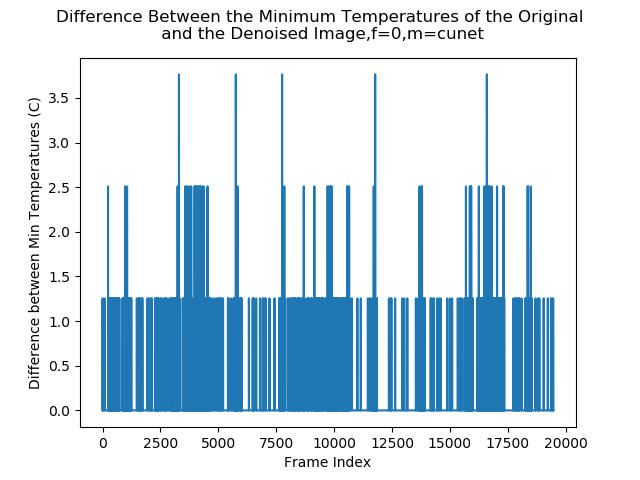 Difference Between the Minimum Temperatures of the Original
and the Denoised Image,f=0,m=cunet
Difference between Min Temperatures (C)
3.5
3.0
2.5
2.0
1.5
1.0
0.5
0.0
0 2500 5000 7500 10000 12500 15000 17500 20000
Frame Index